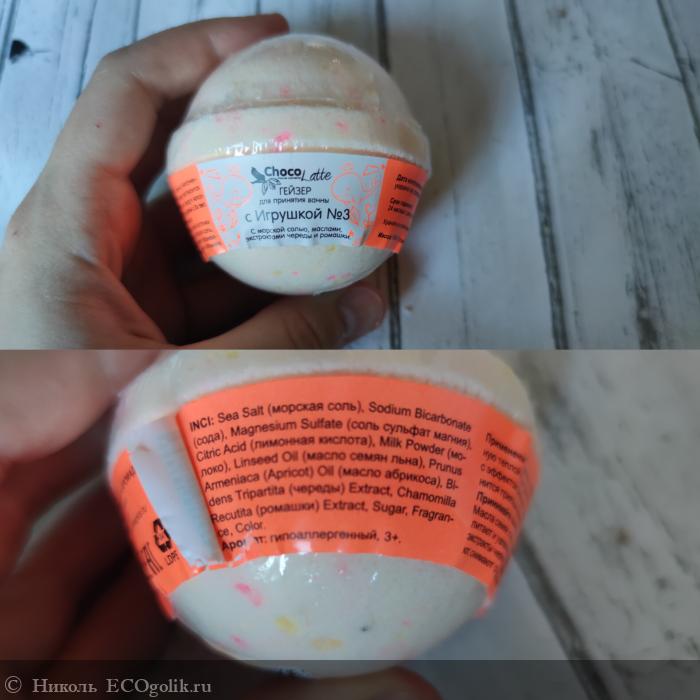 Choco
Latte
ГЕЙЗЕР
для принятия ванны
с Игрушкой №3
С морской солью, маслами,
экстрактами череды и ромашки
INCI: Sea Salt (морская соль), Sodium Bicarbonate
(сода), Magnesium Sulfate (соль сульфат магния),
Citric Acid (лимонная кислота), Milk Powder (мо-
локо), Linseed Oil (масло семян льна), Prunus
Armeniaca (Apricot) Oil (масло абрикоса), Bi-
dens Tripartita (череды) Extract, Chamomilla
Recutita (ромашки) Extract, Sugar, Fragran-
ce, Color.
Аромат: гипоаллергенный, 3+.
LDPE
© Николь ECOgolik.ru